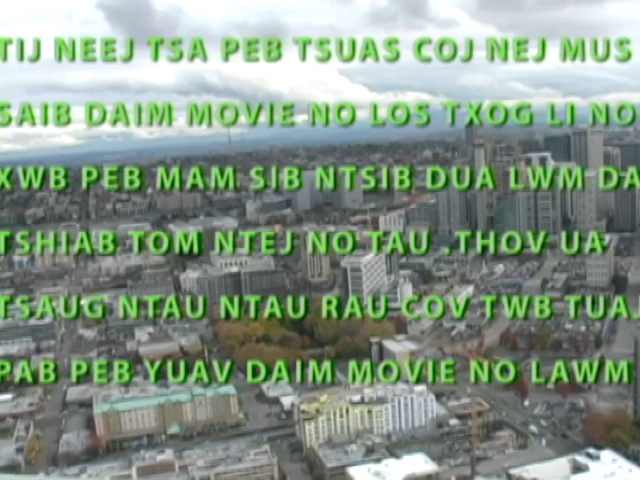 TIJ NEEJ TSA PEB TSUAS COJ NEJ MUS
SAIB DAIM MOVIE NO LOS TXOG LI NO
XWB PEB MAM SIB NTSIB DUA LWM DA
TSHIAB TOM NTEJ NO TAU .THOV UA
TSAUG NTAU NTAU RAU COV TWB TUAJ
PAB PEB YUAV DAIM MOVIE NO LAWM